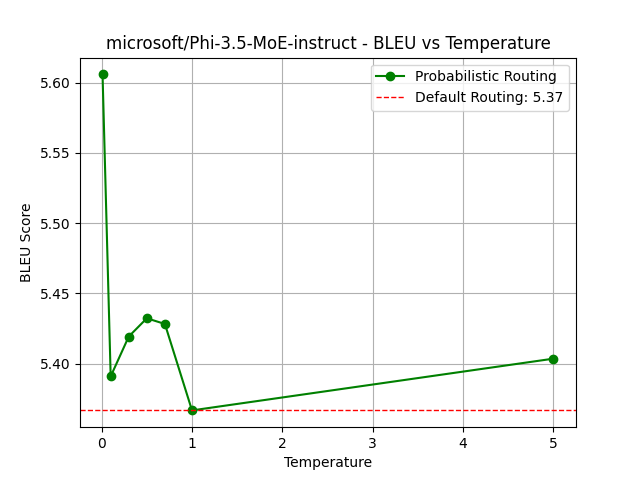 microsoft/Phi-3.5-MoE-instruct - BLEU vs Temperature
Probabilistic Routing
Default Routing: 5.37
5.60
5.55
5.50
5.45
5.40
BLEU Score
0 1 2 3 4 5
Temperature